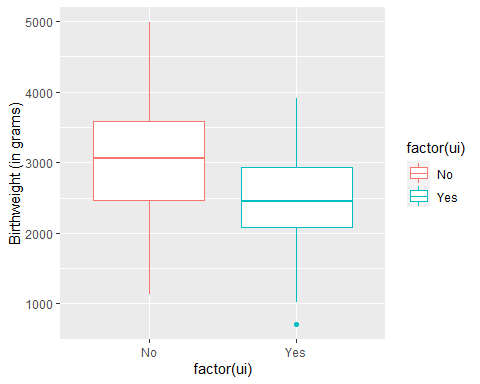 Birthweight (in grams)
5000
4000
3000
2000
1000
No
Yes
factor(ui)
factor(ui)
No
Yes